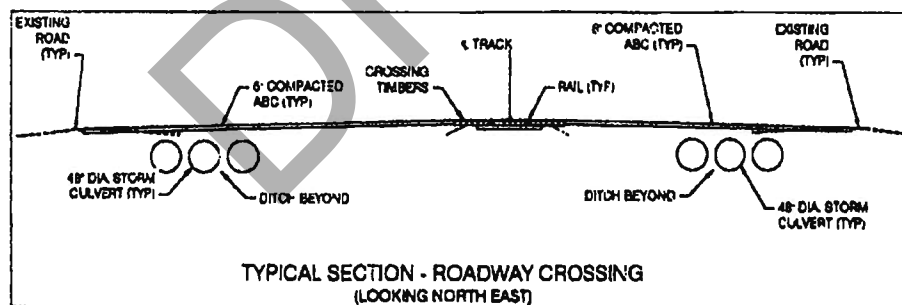 EXISTING
ROAD
(TYP)
6" COMPACTED
ABC (TYP)
CROSSING
TIMBERS
℄ TRACK
RAIL (TYP)
6" COMPACTED
ABC (TYP)
EXISTING
ROAD
(TYP)
48" DIA. STORM
CULVERT (TYP)
DITCH BEYOND
DITCH BEYOND
48" DIA. STORM
CULVERT (TYP)
TYPICAL SECTION - ROADWAY CROSSING
(LOOKING NORTH EAST)